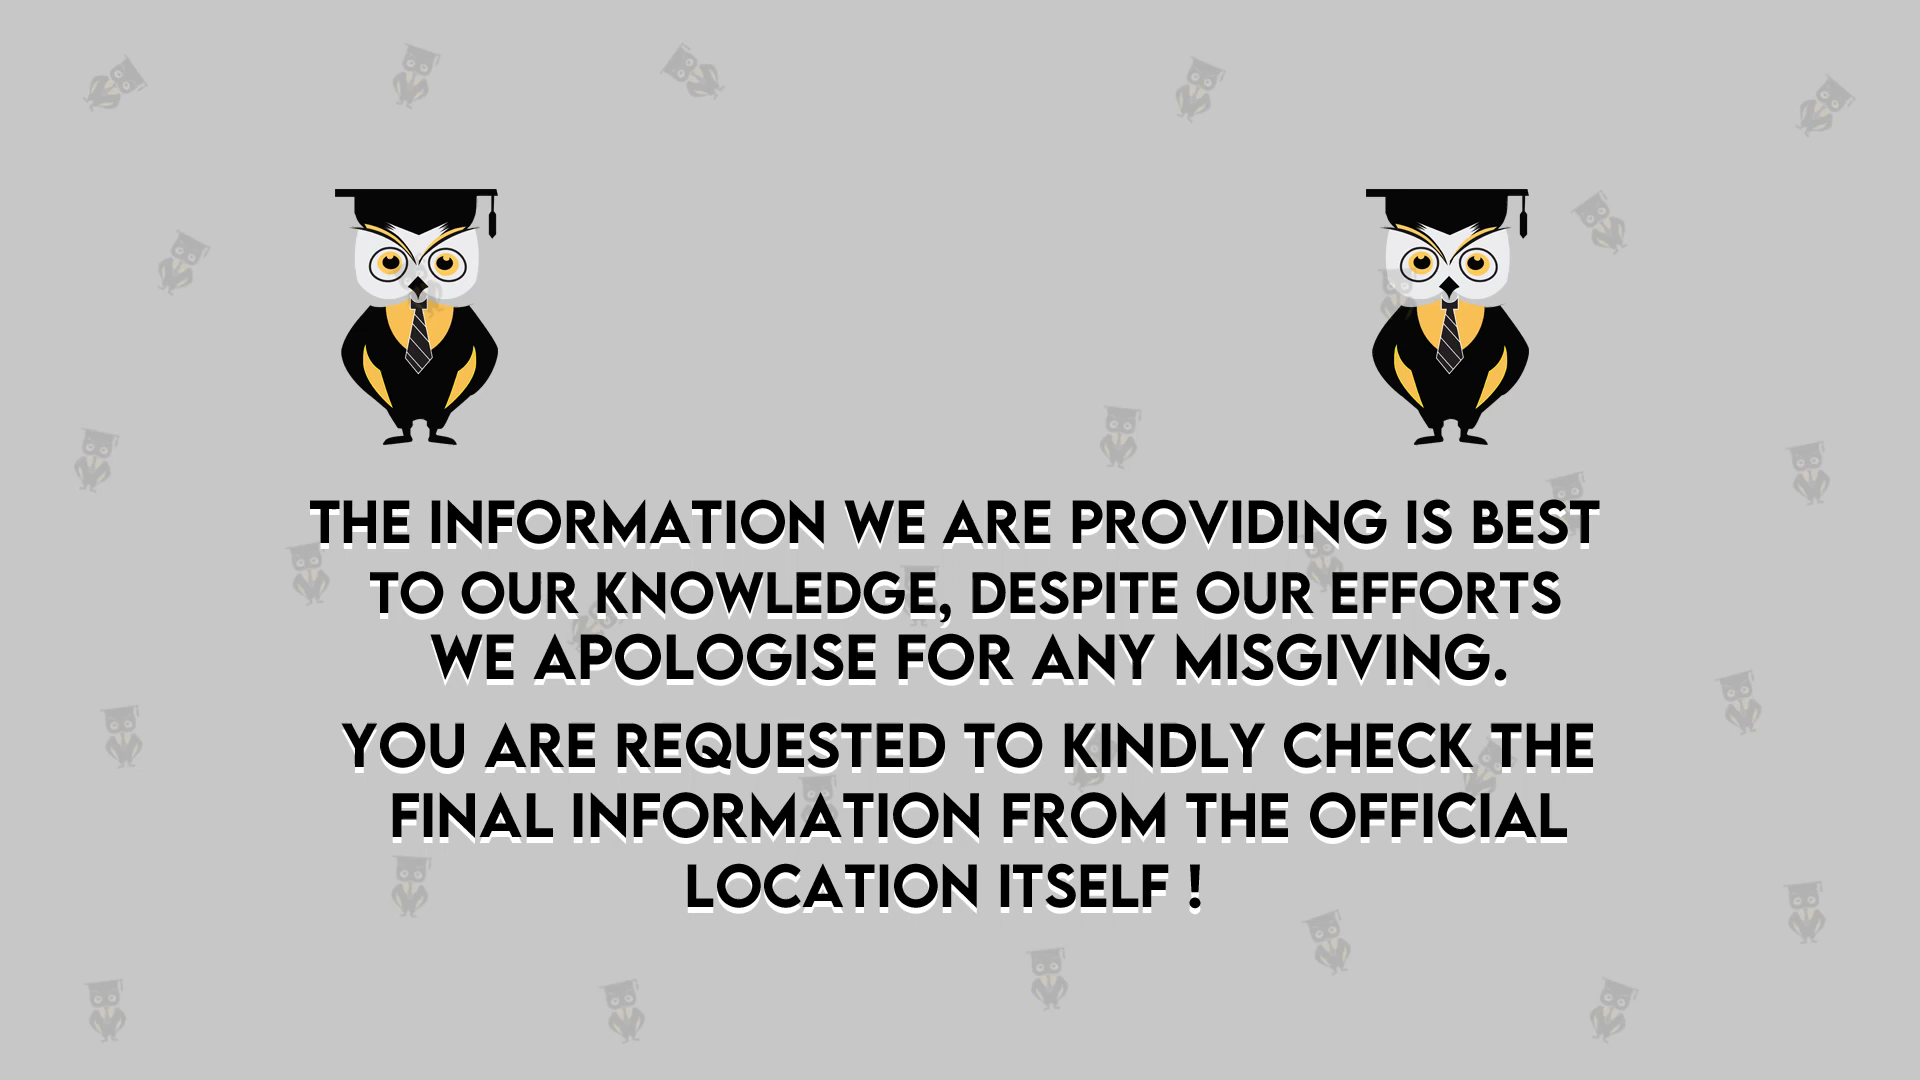 THE INFORMATION WE ARE PROVIDING IS BEST
TO OUR KNOWLEDGE, DESPITE OUR EFFORTS
WE APOLOGISE FOR ANY MISGIVING.
YOU ARE REQUESTED TO KINDLY CHECK THE
FINAL INFORMATION FROM THE OFFICIAL
LOCATION ITSELF !